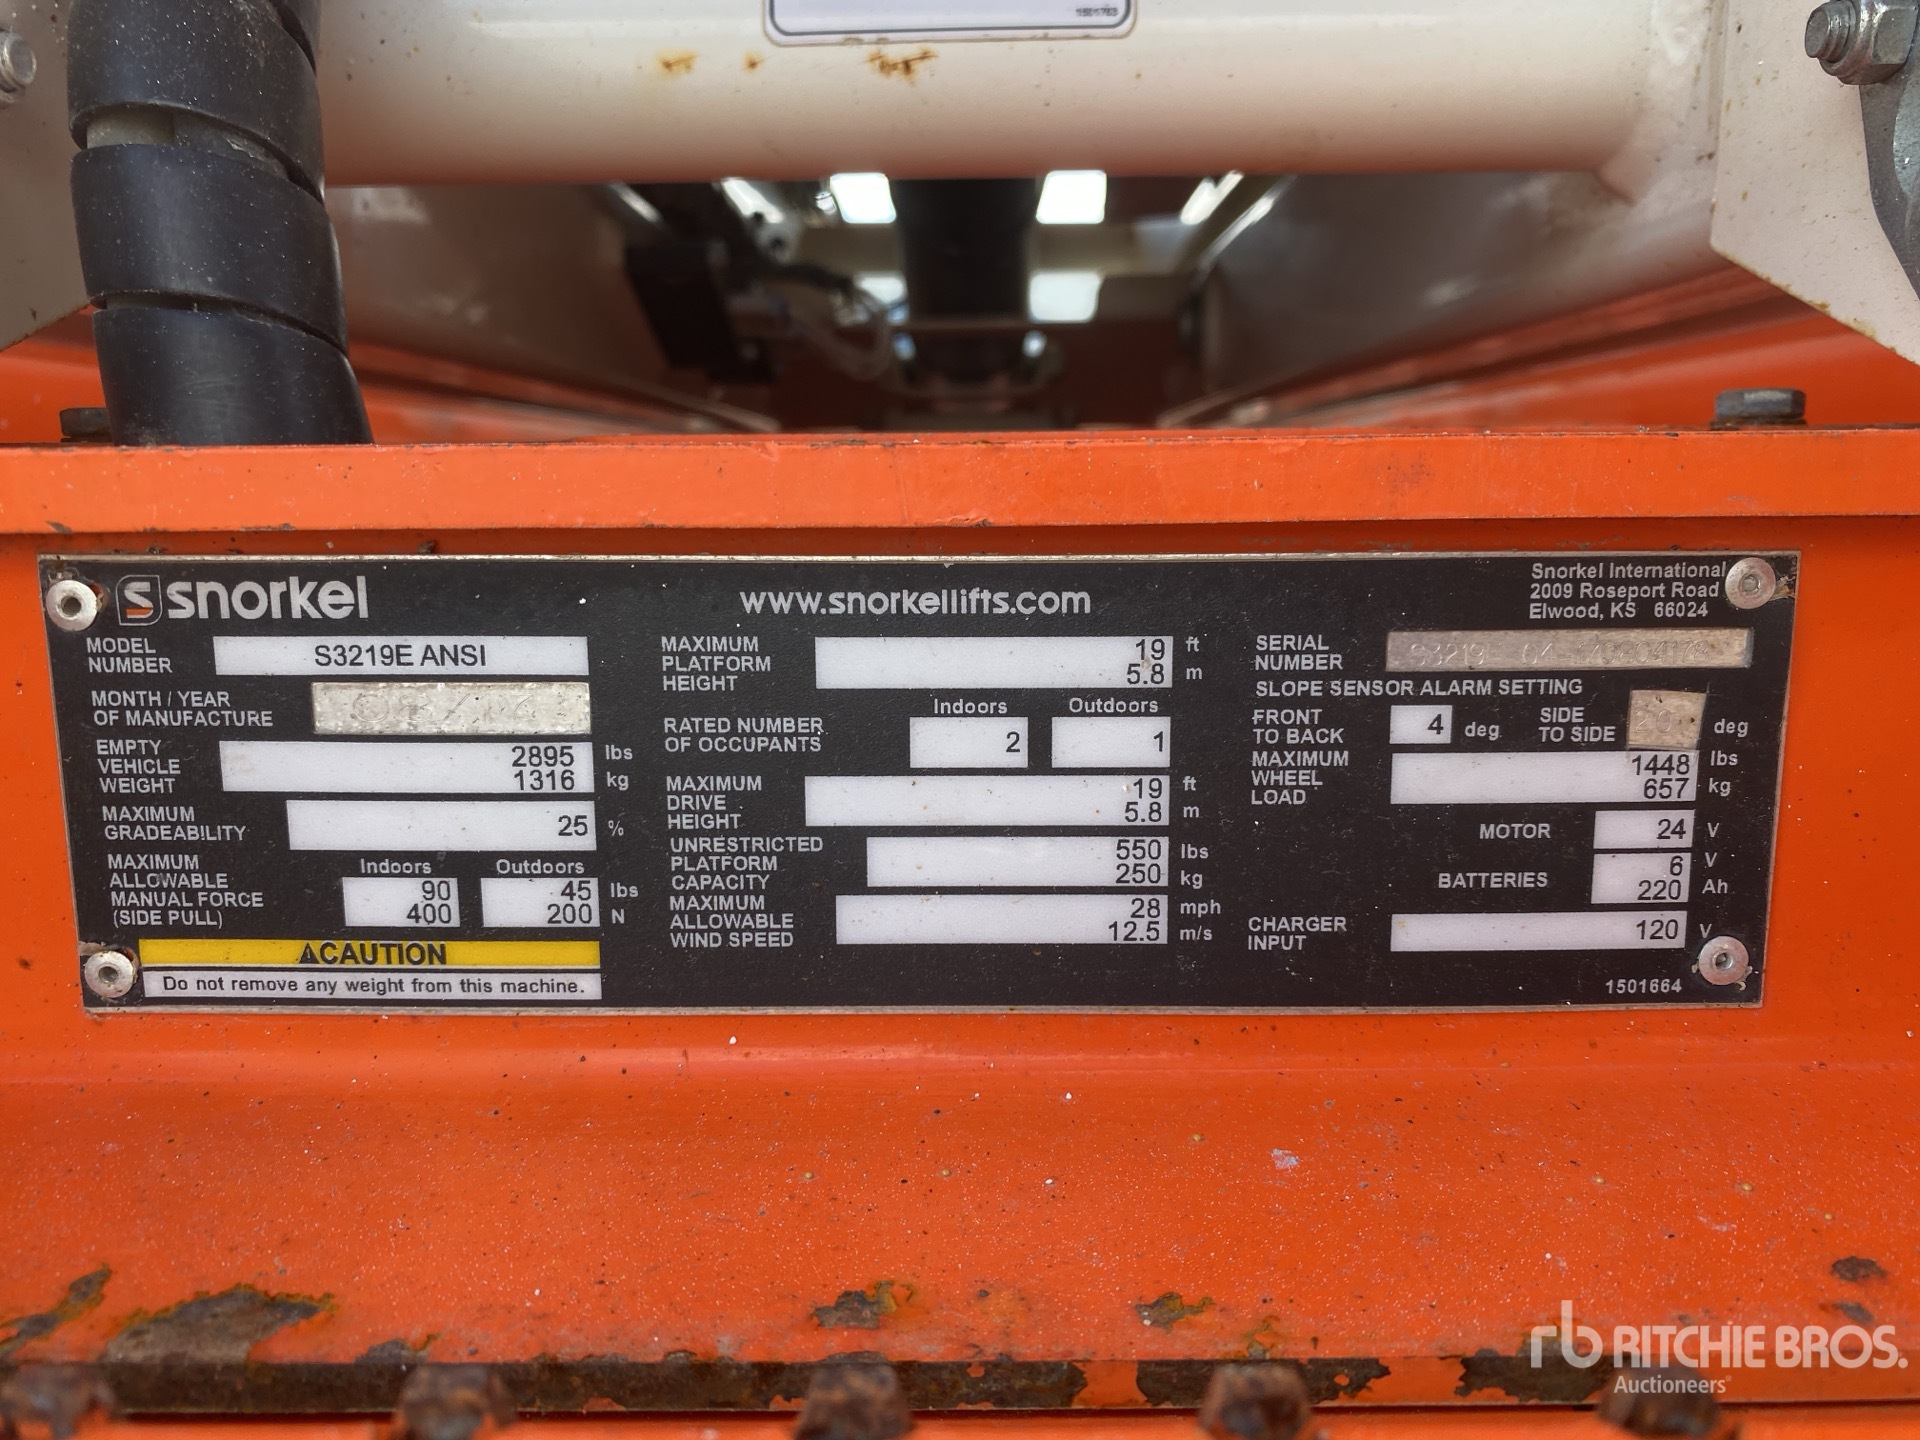 1501763
snorkel
www.snorkellifts.com
Snorkel International
2009 Roseport Road
Elwood, KS 66024
MODEL NUMBER S3219E ANSI
MONTH / YEAR OF MANUFACTURE
EMPTY VEHICLE WEIGHT 2895 lbs
1316 kg
MAXIMUM GRADEABILITY 25 %
MAXIMUM ALLOWABLE MANUAL FORCE (SIDE PULL)
Indoors Outdoors
90 45 lbs
400 200 N
⚠CAUTION
Do not remove any weight from this machine.
MAXIMUM PLATFORM HEIGHT 19 ft
5.8 m
Indoors Outdoors
RATED NUMBER OF OCCUPANTS 2 1
MAXIMUM DRIVE HEIGHT 19 ft
5.8 m
UNRESTRICTED PLATFORM CAPACITY 550 lbs
250 kg
MAXIMUM ALLOWABLE WIND SPEED 28 mph
12.5 m/s
SERIAL NUMBER
SLOPE SENSOR ALARM SETTING
FRONT TO BACK 4 deg SIDE TO SIDE deg
MAXIMUM WHEEL LOAD 1448 lbs
657 kg
MOTOR 24 V
BATTERIES 6 V
220 Ah
CHARGER INPUT 120 V
1501664
rb RITCHIE BROS.
Auctioneers